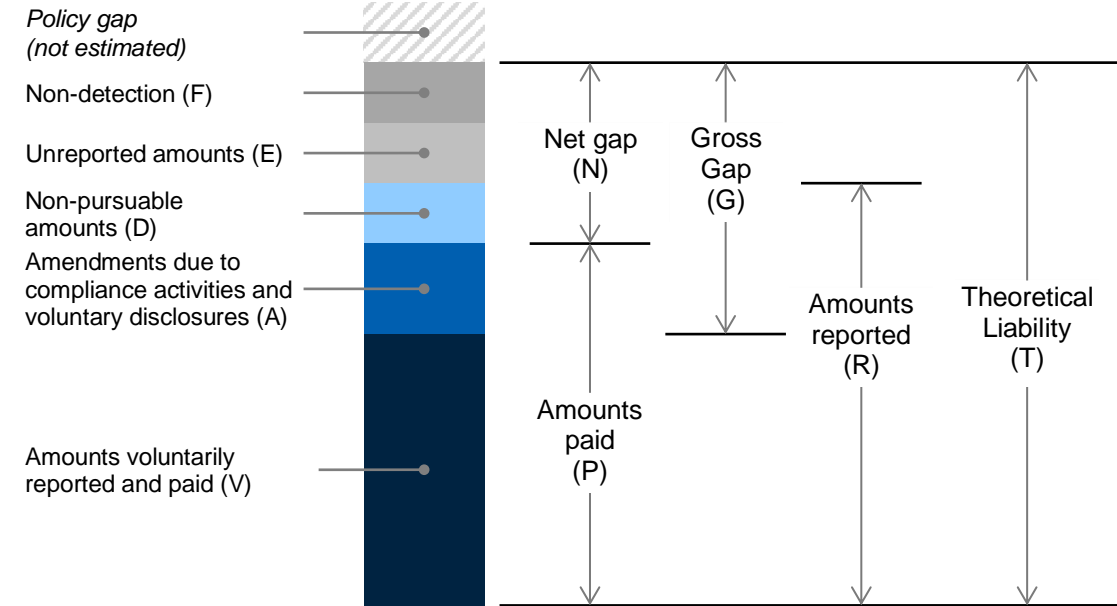 Policy gap
(not estimated)
Non-detection (F)
Unreported amounts (E)
Non-pursuable
amounts (D)
Amendments due to
compliance activities and
voluntary disclosures (A)
Amounts voluntarily
reported and paid (V)
Net gap
(N)
Amounts
paid
(P)
Gross
Gap
(G)
Amounts
reported
(R)
Theoretical
Liability
(T)